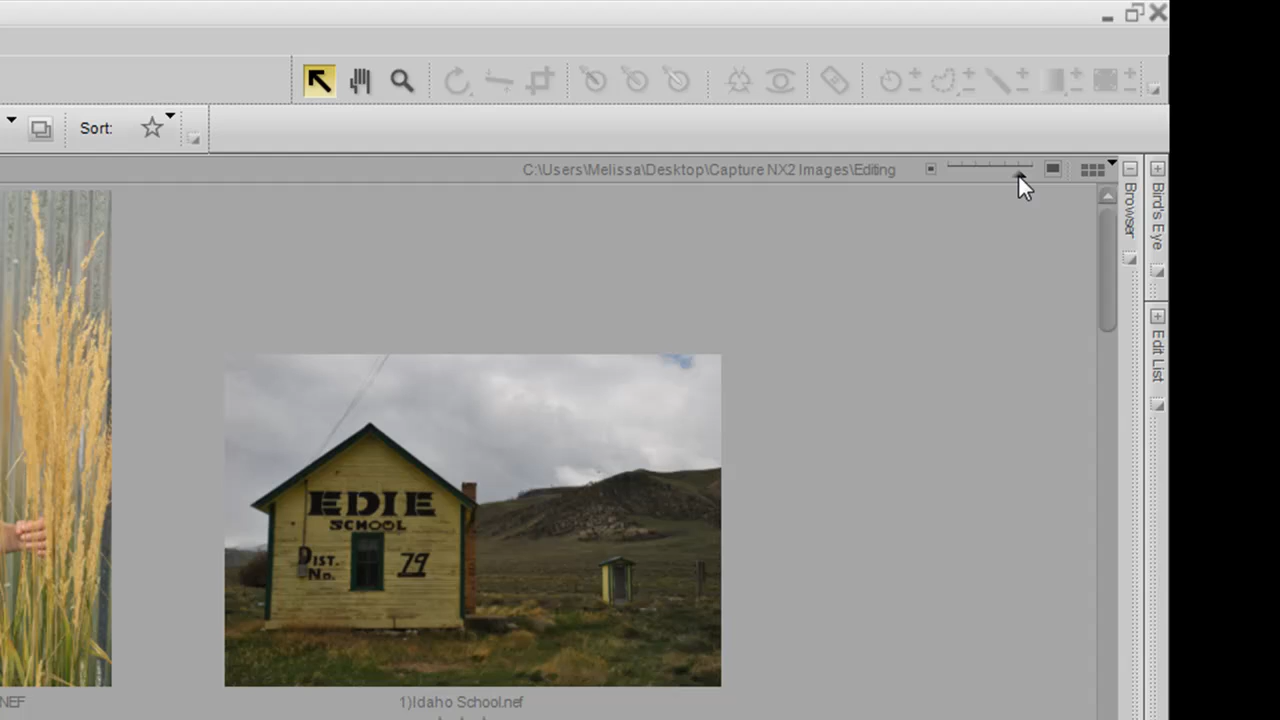 Sort:
C:\Users\Melissa\Desktop\Capture NX2 Images\Editing
Browser
Bird's Eye
Edit List
EDIE
SCHOOL
DIST. 79
No.
NEF
1)Idaho School.nef